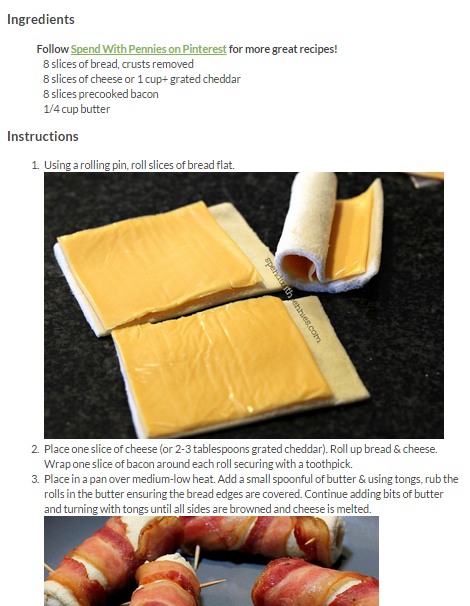 Ingredients
Follow Spend With Pennies on Pinterest for more great recipes!
8 slices of bread, crusts removed
8 slices of cheese or 1 cup+ grated cheddar
8 slices precooked bacon
1/4 cup butter
Instructions
1. Using a rolling pin, roll slices of bread flat.
spendwithpennies.com
2. Place one slice of cheese (or 2-3 tablespoons grated cheddar). Roll up bread & cheese.
Wrap one slice of bacon around each roll securing with a toothpick.
3. Place in a pan over medium-low heat. Add a small spoonful of butter & using tongs, rub the
rolls in the butter ensuring the bread edges are covered. Continue adding bits of butter
and turning with tongs until all sides are browned and cheese is melted.